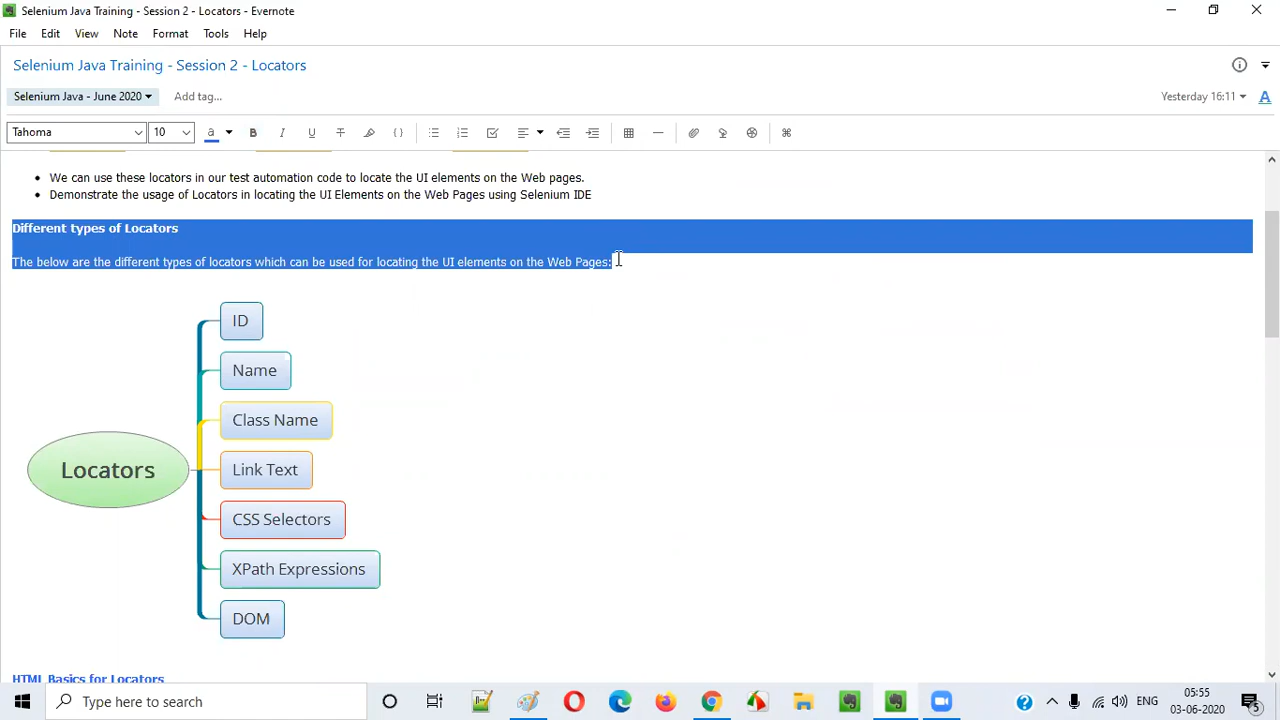 Selenium Java Training - Session 2 - Locators - Evernote
File Edit View Note Format Tools Help
Selenium Java Training - Session 2 - Locators
Selenium Java - June 2020 Add tag... Yesterday 16:11
Tahoma 10
We can use these locators in our test automation code to locate the UI elements on the Web pages.
Demonstrate the usage of Locators in locating the UI Elements on the Web Pages using Selenium IDE
Different types of Locators
The below are the different types of locators which can be used for locating the UI elements on the Web Pages:
ID
Name
Class Name
Link Text
Locators
CSS Selectors
XPath Expressions
DOM
HTML Basics for Locators
Type here to search
ENG
05:55
03-06-2020
5